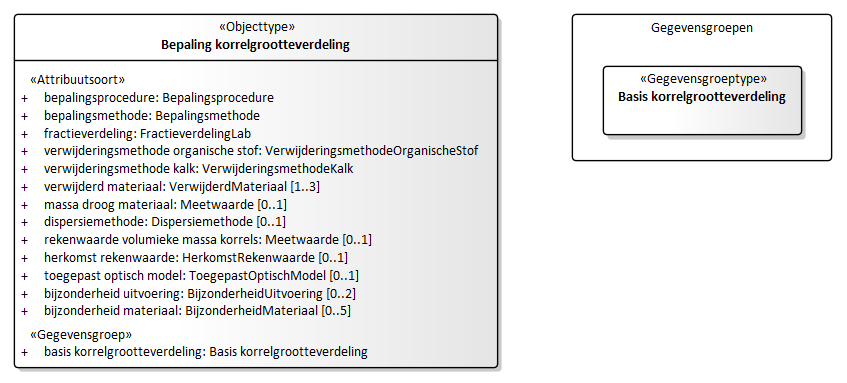 «Objecttype»
Bepaling korrelgrootteverdeling
«Attribuutsoort»
+ bepalingsprocedure: Bepalingsprocedure
+ bepalingsmethode: Bepalingsmethode
+ fractieverdeling: FractieverdelingLab
+ verwijderingsmethode organische stof: VerwijderingsmethodeOrganischeStof
+ verwijderingsmethode kalk: VerwijderingsmethodeKalk
+ verwijderd materiaal: VerwijderdMateriaal [1..3]
+ massa droog materiaal: Meetwaarde [0..1]
+ dispersiemethode: Dispersiemethode [0..1]
+ rekenwaarde volumieke massa korrels: Meetwaarde [0..1]
+ herkomst rekenwaarde: HerkomstRekenwaarde [0..1]
+ toegepast optisch model: ToegepastOptischModel [0..1]
+ bijzonderheid uitvoering: BijzonderheidUitvoering [0..2]
+ bijzonderheid materiaal: BijzonderheidMateriaal [0..5]
«Gegevensgroep»
+ basis korrelgrootteverdeling: Basis korrelgrootteverdeling
Gegevensgroepen
«Gegevensgroeptype»
Basis korrelgrootteverdeling